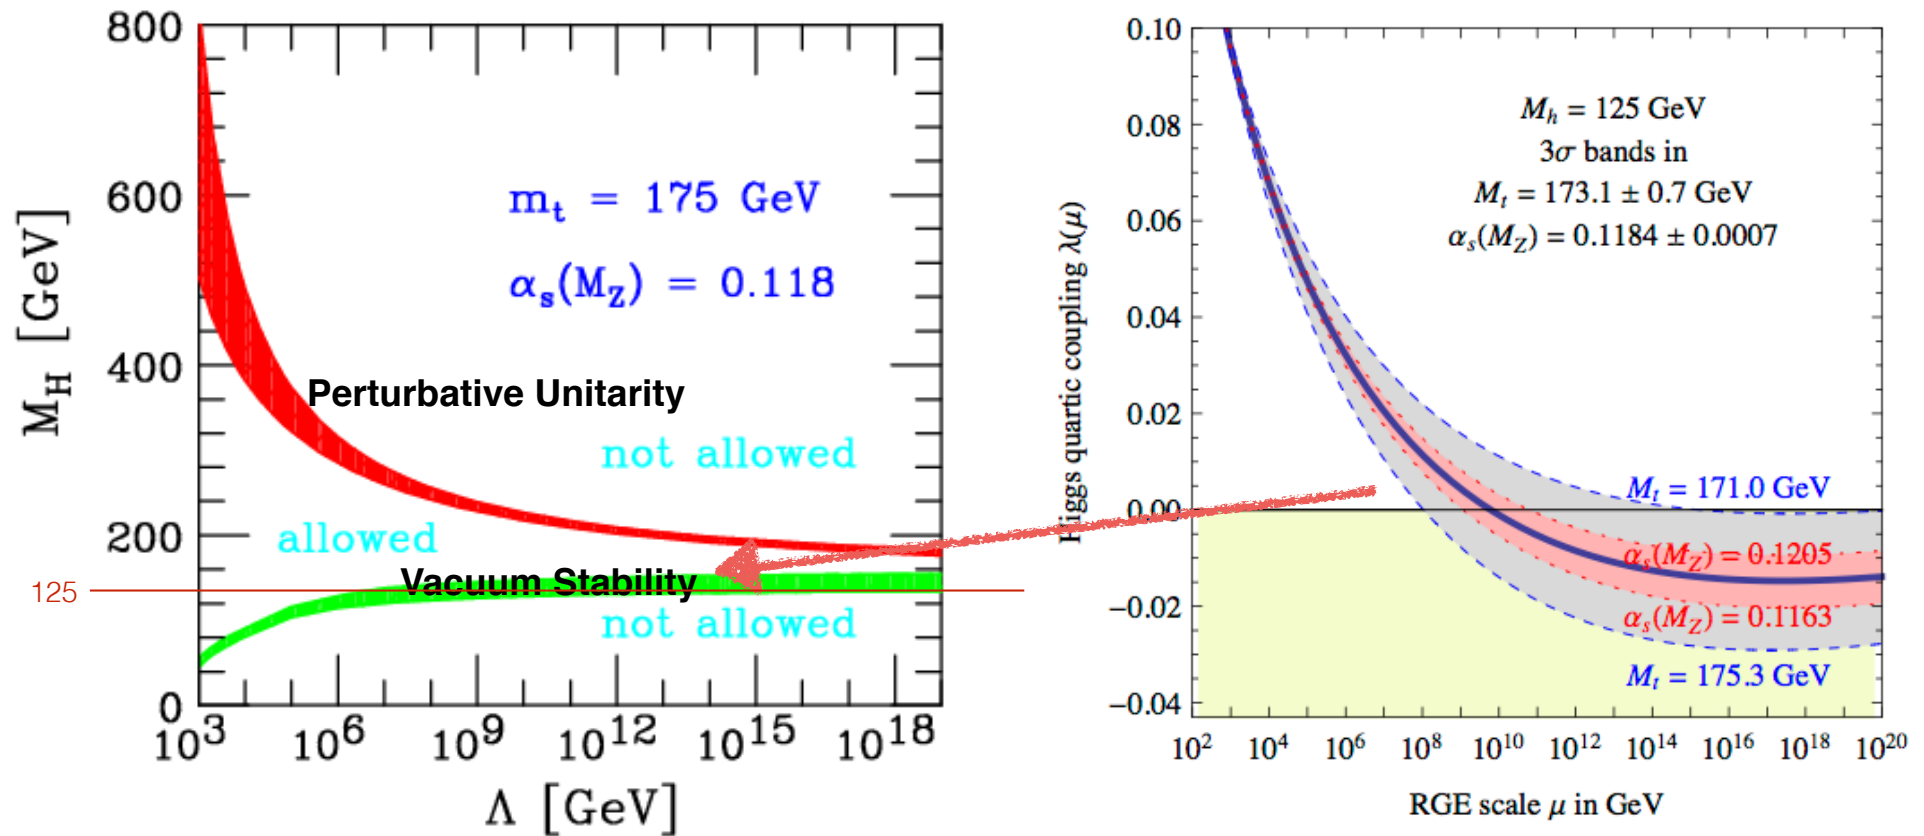 800
600
400
200
0
M_H [GeV]
m_t = 175 GeV
α_s(M_Z) = 0.118
Perturbative Unitarity
not allowed
allowed
Vacuum Stability
not allowed
125
10^3 10^6 10^9 10^12 10^15 10^18
Λ [GeV]
0.10
0.08
0.06
0.04
0.02
0.00
−0.02
−0.04
Higgs quartic coupling λ(μ)
M_h = 125 GeV
3σ bands in
M_t = 173.1 ± 0.7 GeV
α_s(M_Z) = 0.1184 ± 0.0007
M_t = 171.0 GeV
α_s(M_Z) = 0.1205
α_s(M_Z) = 0.1163
M_t = 175.3 GeV
10^2 10^4 10^6 10^8 10^10 10^12 10^14 10^16 10^18 10^20
RGE scale μ in GeV